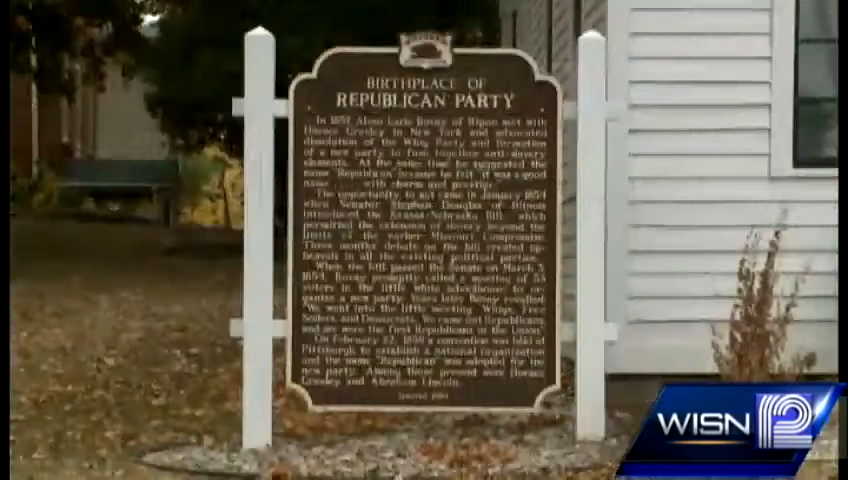 BIRTHPLACE OF
REPUBLICAN PARTY
In 1852 Alvan Earle Bovay of Ripon met with
Horace Greeley in New York and advocated
dissolution of the Whig Party and formation
of a new party to fuse together anti-slavery
elements. At the same time he suggested the
name "Republican" because he felt it was a good
name . . . with charm and prestige."
The opportunity to act came in January 1854
when Senator Stephen Douglas of Illinois
introduced the Kansas-Nebraska Bill, which
permitted the extension of slavery beyond the
limits of the earlier Missouri Compromise.
Three months debate on the bill created up-
heavals in all the existing political parties.
When the bill passed the Senate on March 3
1854, Bovay promptly called a meeting of 53
voters in the little white schoolhouse to or-
ganize a new party. Years later Bovay recalled
"We went into the little meeting Whigs, Free
Soilers, and Democrats. We came out Republicans
and we were the first Republicans in the Union."
On February 22, 1856 a convention was held at
Pittsburgh to establish a national organization
and the name "Republican" was adopted for the
new party. Among those present were Horace
Greeley and Abraham Lincoln.
WISN 12